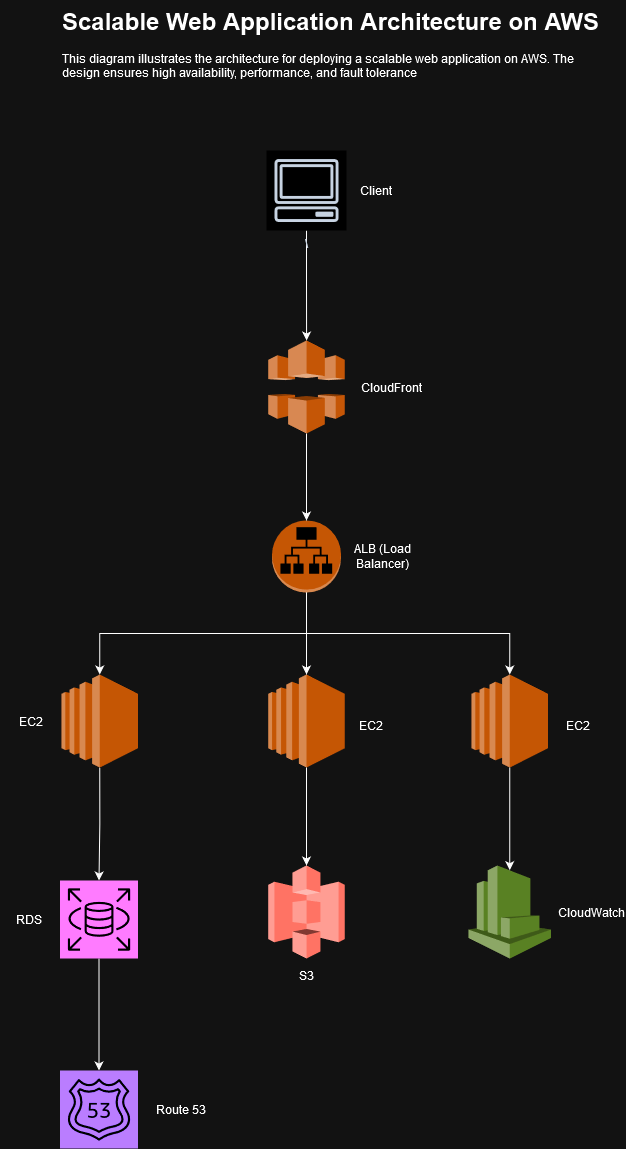 Scalable Web Application Architecture on AWS
This diagram illustrates the architecture for deploying a scalable web application on AWS. The
design ensures high availability, performance, and fault tolerance
Client
\
CloudFront
ALB (Load
Balancer)
EC2
EC2
EC2
RDS
S3
CloudWatch
53
Route 53